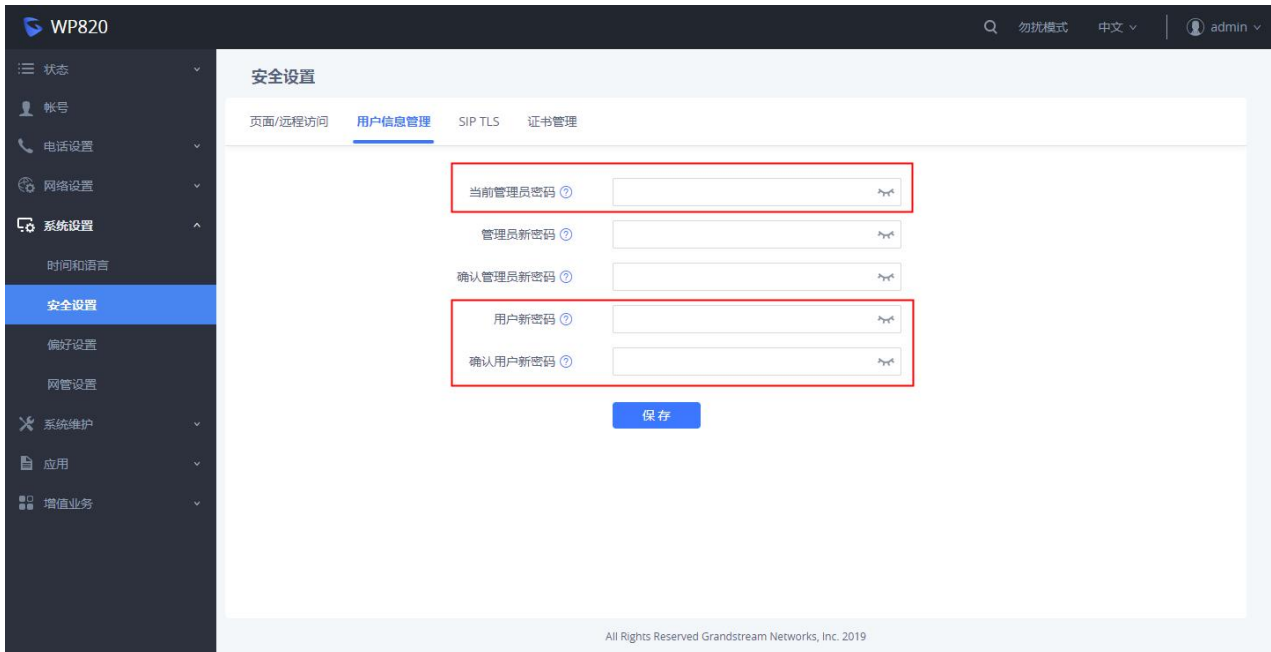 WP820
勿扰模式
中文
admin
状态
帐号
电话设置
网络设置
系统设置
时间和语言
安全设置
偏好设置
网管设置
系统维护
应用
增值业务
安全设置
页面/远程访问 用户信息管理 SIP TLS 证书管理
当前管理员密码
管理员新密码
确认管理员新密码
用户新密码
确认用户新密码
保存
All Rights Reserved Grandstream Networks, Inc. 2019